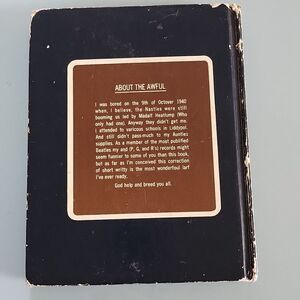 ABOUT THE AWFUL
I was bored on the 9th of Octover 1940
when, I believe, the Nasties were still
booming us led by Madalf Heatlump (Who
only had one). Anyway they didn't get me.
I attended to varicous schools in Liddypol.
And still didn't pass—much to my Aunties
supplies. As a member of the most publified
Beatles my and (P, G, and R's) records might
seem funnier to some of you than this book,
but as far as I'm conceived this correction
of short writty is the most wonderfoul larf
I've ever ready.
God help and breed you all.